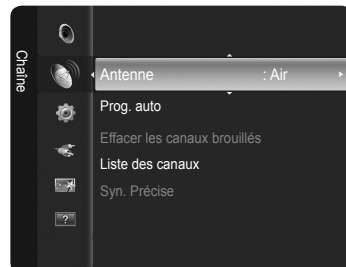 Chaîne
Antenne : Air
Prog. auto
Effacer les canaux brouillés
Liste des canaux
Syn. Précise
?